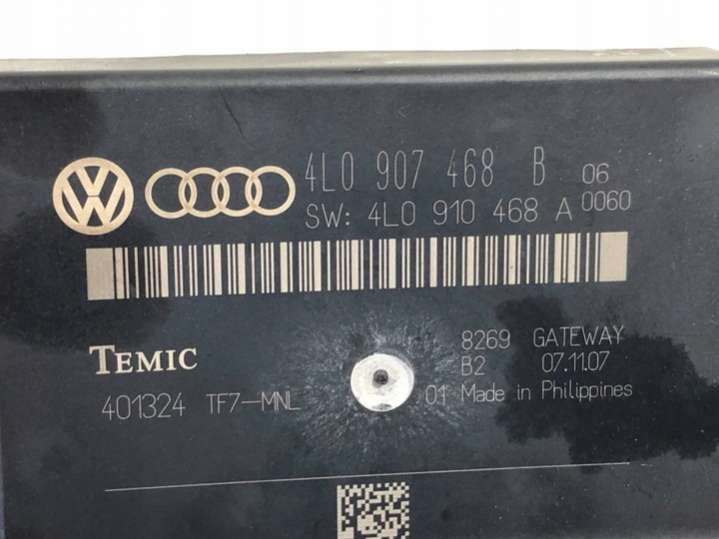 4L0 907 468 B 06
SW: 4L0 910 468 A 0060
TEMIC
8269 GATEWAY
B2 07.11.07
401324 TF7-MNL
01 Made in Philippines